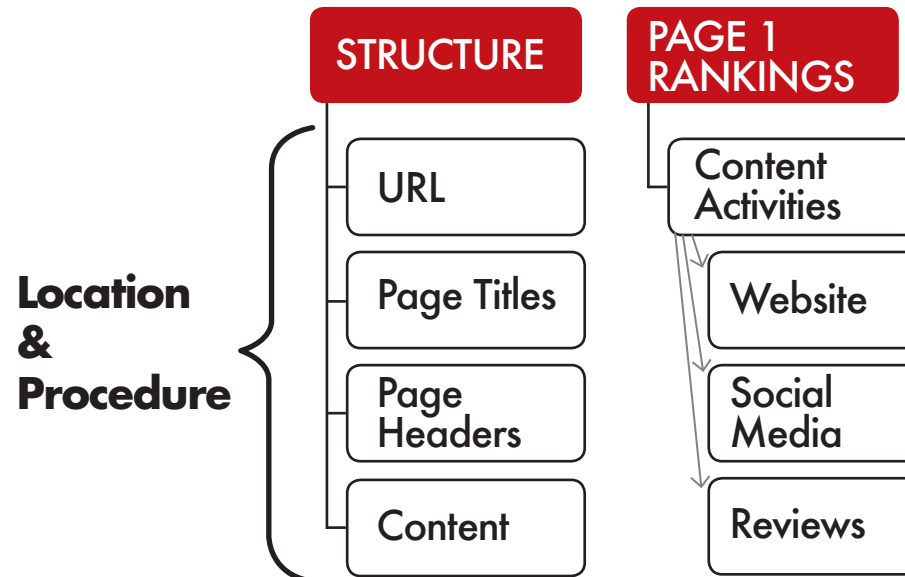 Location
&
Procedure
STRUCTURE
URL
Page Titles
Page
Headers
Content
PAGE 1
RANKINGS
Content
Activities
Website
Social
Media
Reviews